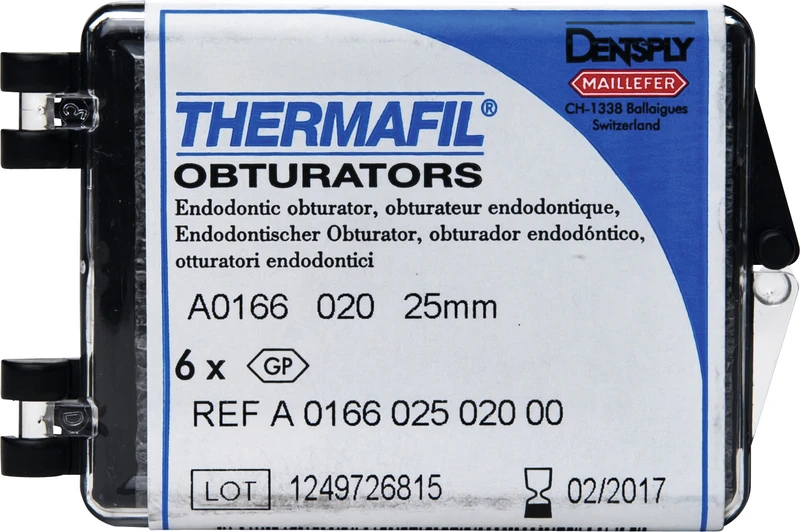 DENTSPLY
MAILLEFER
CH-1338 Ballaigues
Switzerland
THERMAFIL®
OBTURATORS
Endodontic obturator, obturateur endodontique,
Endodontischer Obturator, obturador endodóntico,
otturatori endodontici
A0166 020 25mm
6 x GP
REF A 0166 025 020 00
LOT 1249726815 02/2017